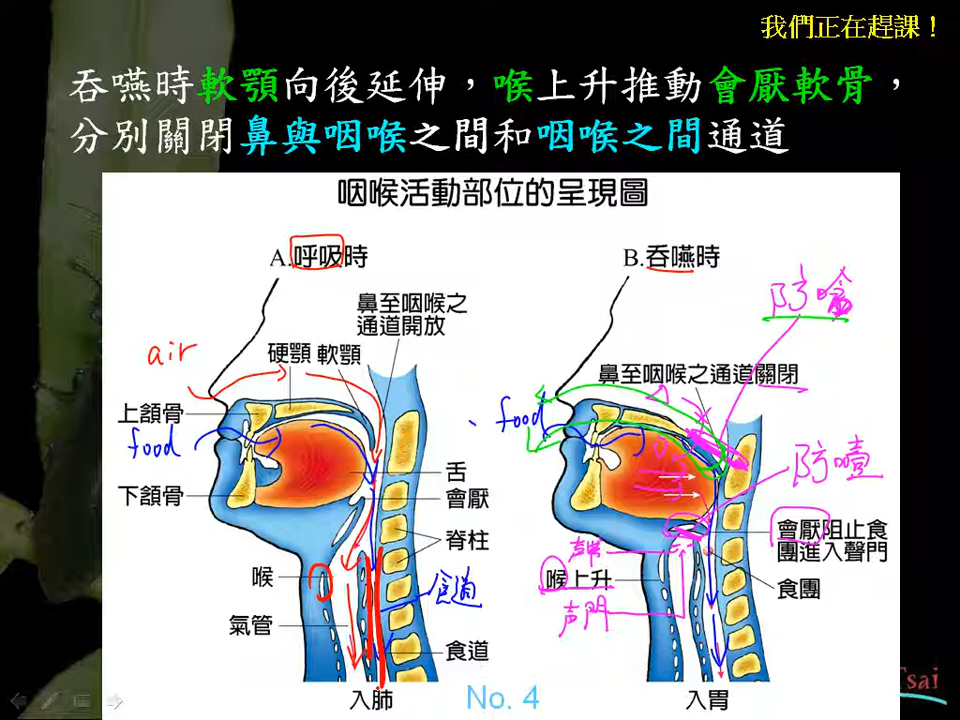 我們正在趕課！
吞嚥時軟顎向後延伸，喉上升推動會厭軟骨，
分別關閉鼻與咽喉之間和咽喉之間通道
咽喉活動部位的呈現圖
A.呼吸時
鼻至咽喉之
通道開放
air
硬顎
軟顎
上頷骨
food
舌
下頷骨
會厭
脊柱
喉
食道
氣管
食道
入肺
B.吞嚥時
防嗆
鼻至咽喉之通道關閉
food
防噎
會厭阻止食
團進入聲門
声帶
喉上升
食團
声門
入胃
No. 4
Tsai